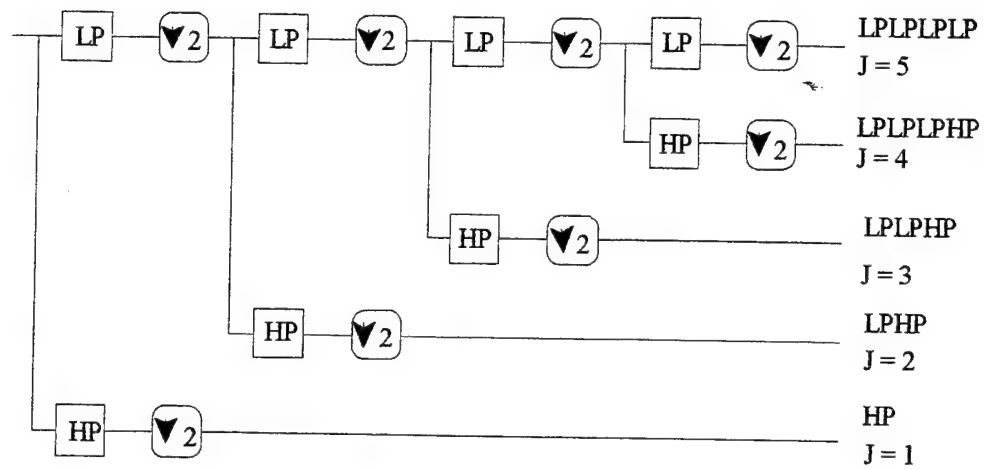 LP 2 LP 2 LP 2 LP 2 LPLPLPLP
J = 5
HP 2 LPLPLPHP
J = 4
HP 2 LPLPHP
J = 3
HP 2 LPHP
J = 2
HP 2 HP
J = 1